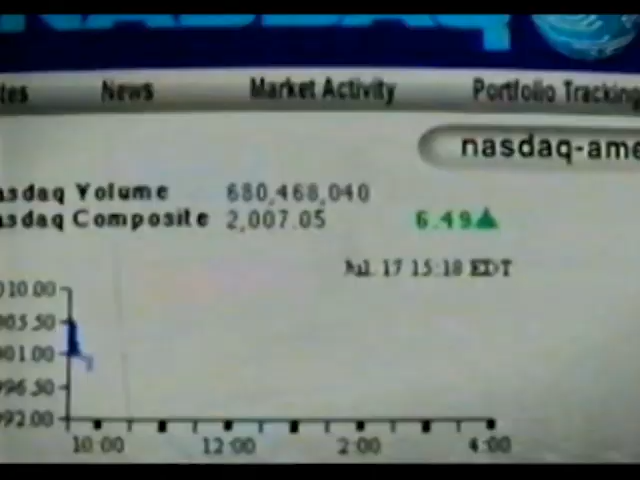 NASDAQ
tes News Market Activity Portfolio Tracking
nasdaq-ame
asdaq Volume 680,468,040
asdaq Composite 2,007.05 6.49
Jul. 17 15:18 EDT
010.00
005.50
001.00
996.50
992.00
10:00 12:00 2:00 4:00